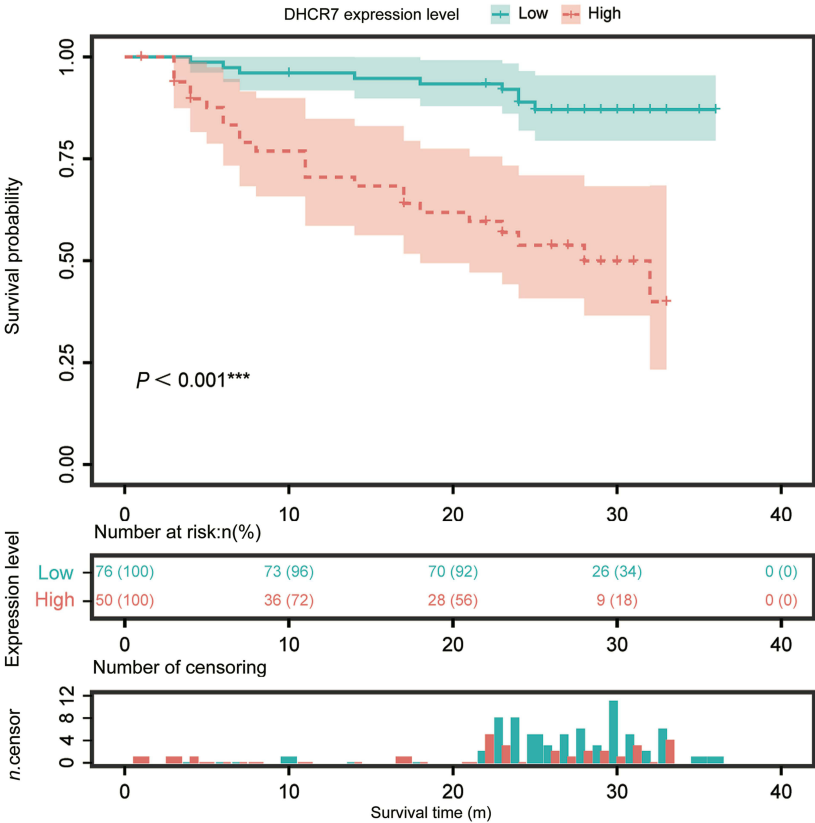 DHCR7 expression level Low High
Survival probability
1.00
0.75
0.50
0.25
0.00
P < 0.001***
0 10 20 30 40
Number at risk:n(%)
Expression level
Low 76 (100) 73 (96) 70 (92) 26 (34) 0 (0)
High 50 (100) 36 (72) 28 (56) 9 (18) 0 (0)
0 10 20 30 40
Number of censoring
n.censor
12
8
4
0
0 10 20 30 40
Survival time (m)